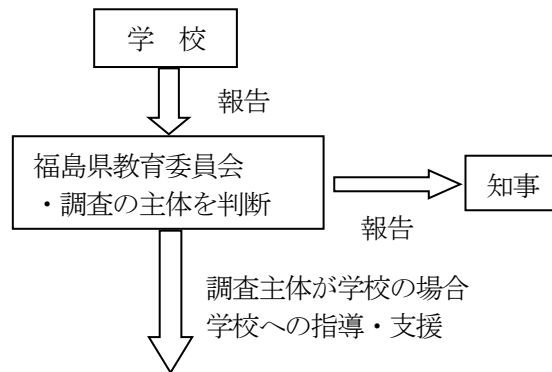 学 校
報告
福島県教育委員会
・調査の主体を判断
知事
報告
調査主体が学校の場合
学校への指導・支援